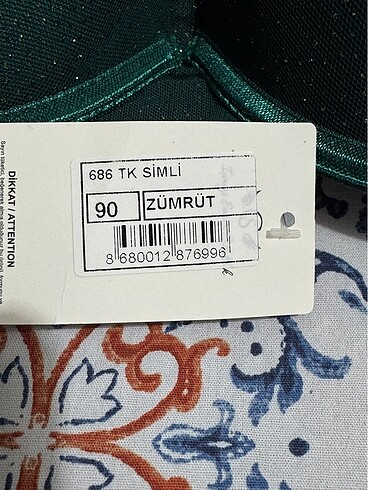 686 TK SİMLİ
90 ZÜMRÜT
8 680012 876996
DİKKAT / ATTENTION